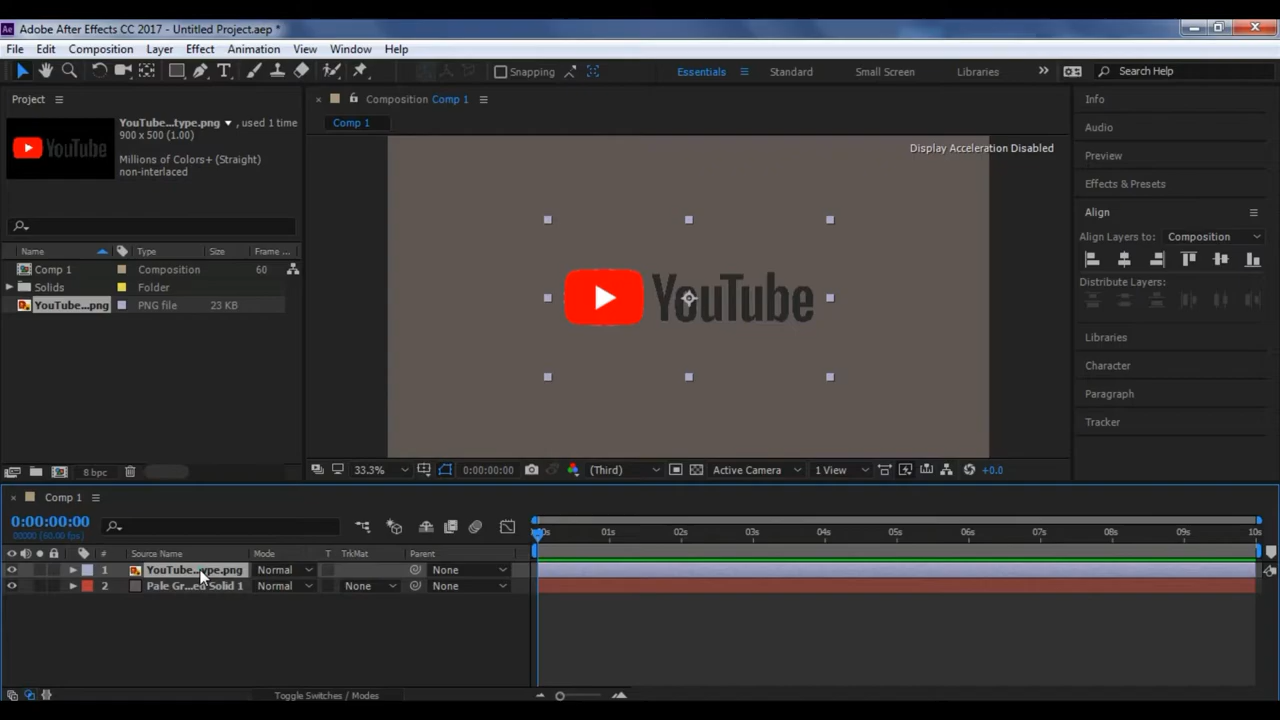 Adobe After Effects CC 2017 - Untitled Project.aep *
File Edit Composition Layer Effect Animation View Window Help
Snapping
Essentials Standard Small Screen Libraries Search Help
Project
YouTube...type.png , used 1 time
900 x 500 (1.00)
Millions of Colors+ (Straight)
non-interlaced
YouTube
Name Type Size Frame ...
Comp 1 Composition 60
Solids Folder
YouTube...png PNG file 23 KB
8 bpc
Composition Comp 1
Comp 1
Display Acceleration Disabled
YouTube
33.3% 0:00:00:00 (Third) Active Camera 1 View +0.0
Info
Audio
Preview
Effects & Presets
Align
Align Layers to: Composition
Distribute Layers:
Libraries
Character
Paragraph
Tracker
Comp 1
0:00:00:00
00000 (60.00 fps)
# Source Name Mode T TrkMat Parent
1 YouTube...ype.png Normal None
2 Pale Gr...ed Solid 1 Normal None None
01s 02s 03s 04s 05s 06s 07s 08s 09s 10s
Toggle Switches / Modes